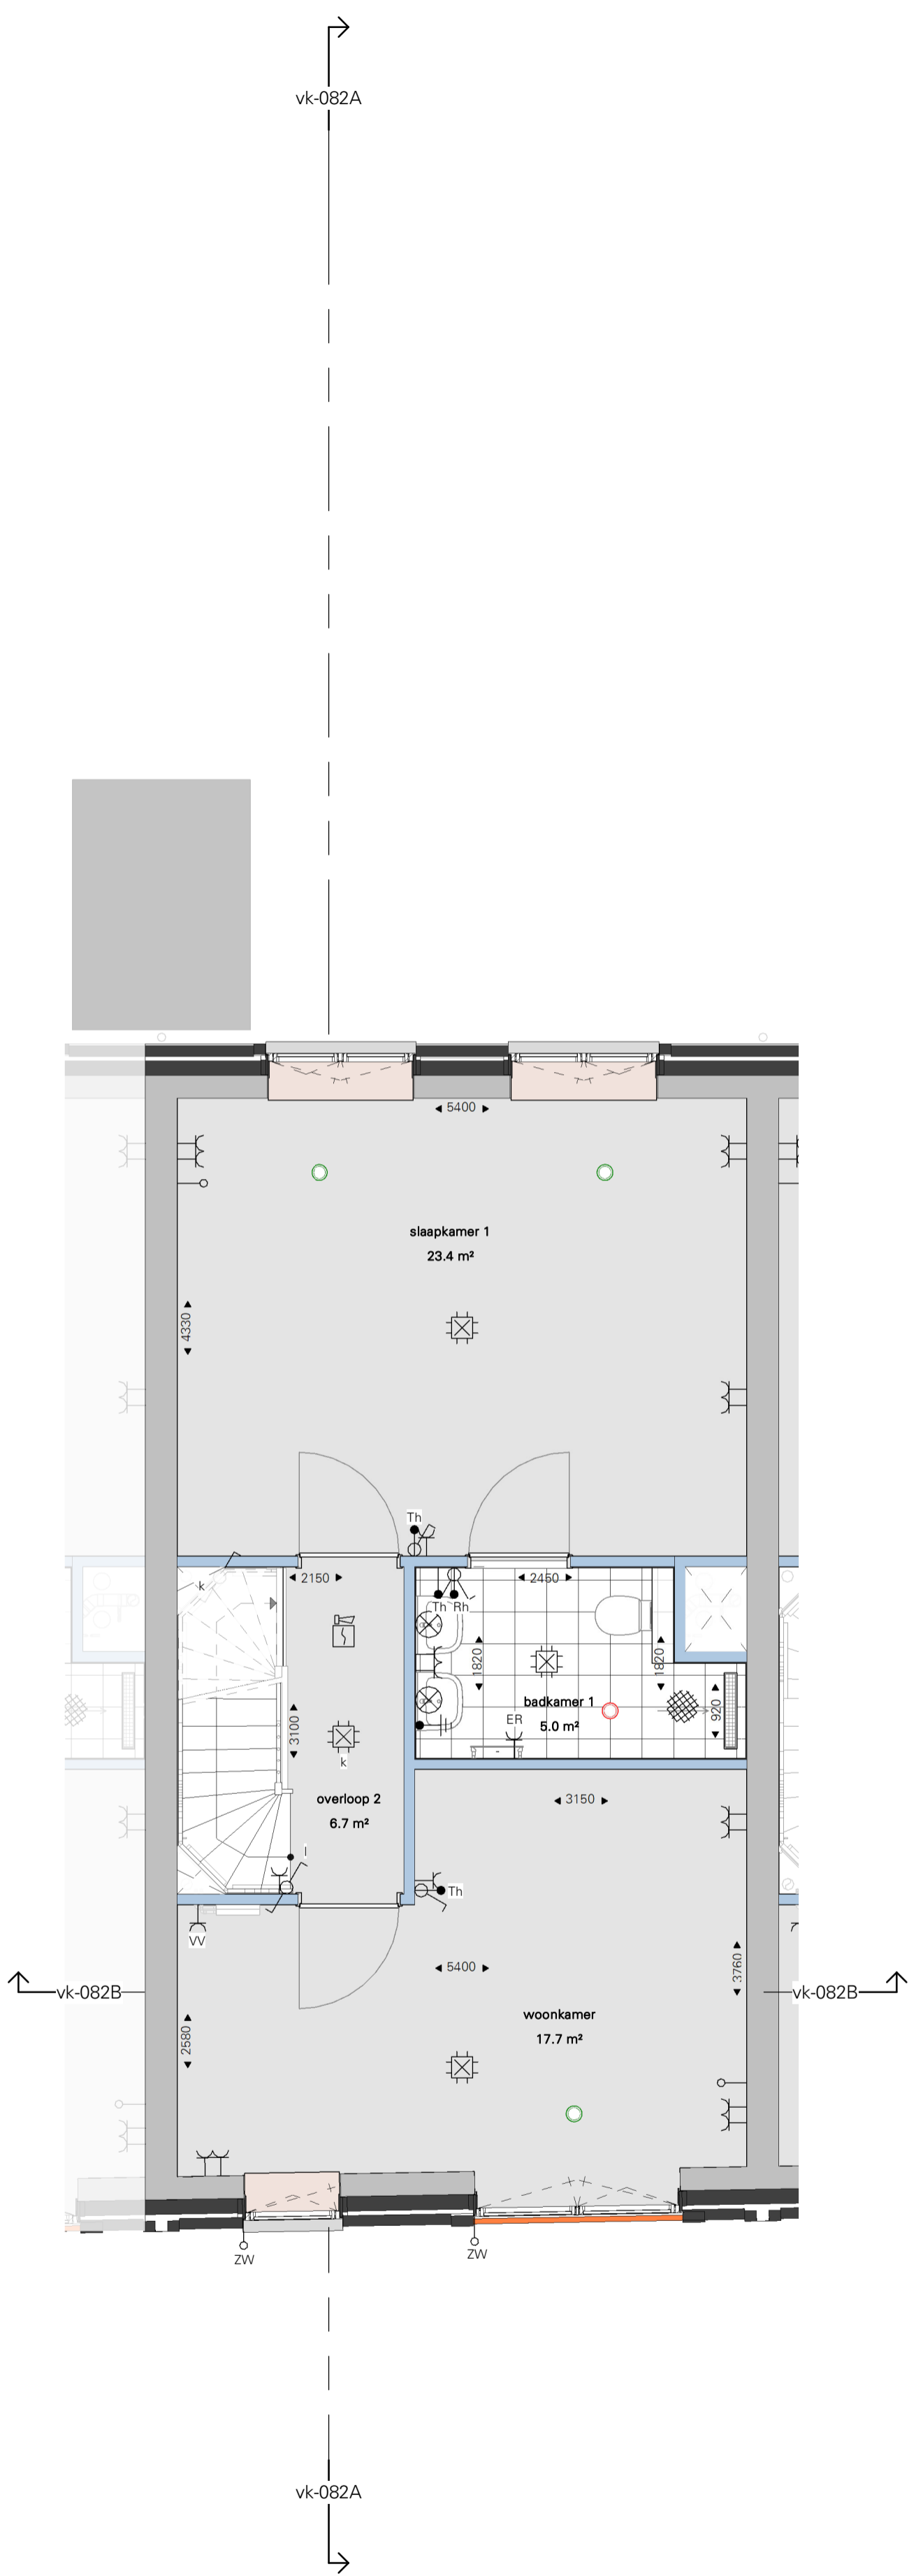 vk-082A
5400
slaapkamer 1
23.4 m²
4330
Th
2150
2450
k
Th
Rh
1820
1820
badkamer 1
5.0 m²
920
ER
3100
k
overloop 2
6.7 m²
3150
Th
VV
5400
3760
vk-082B
vk-082B
woonkamer
17.7 m²
2580
ZW
ZW
vk-082A